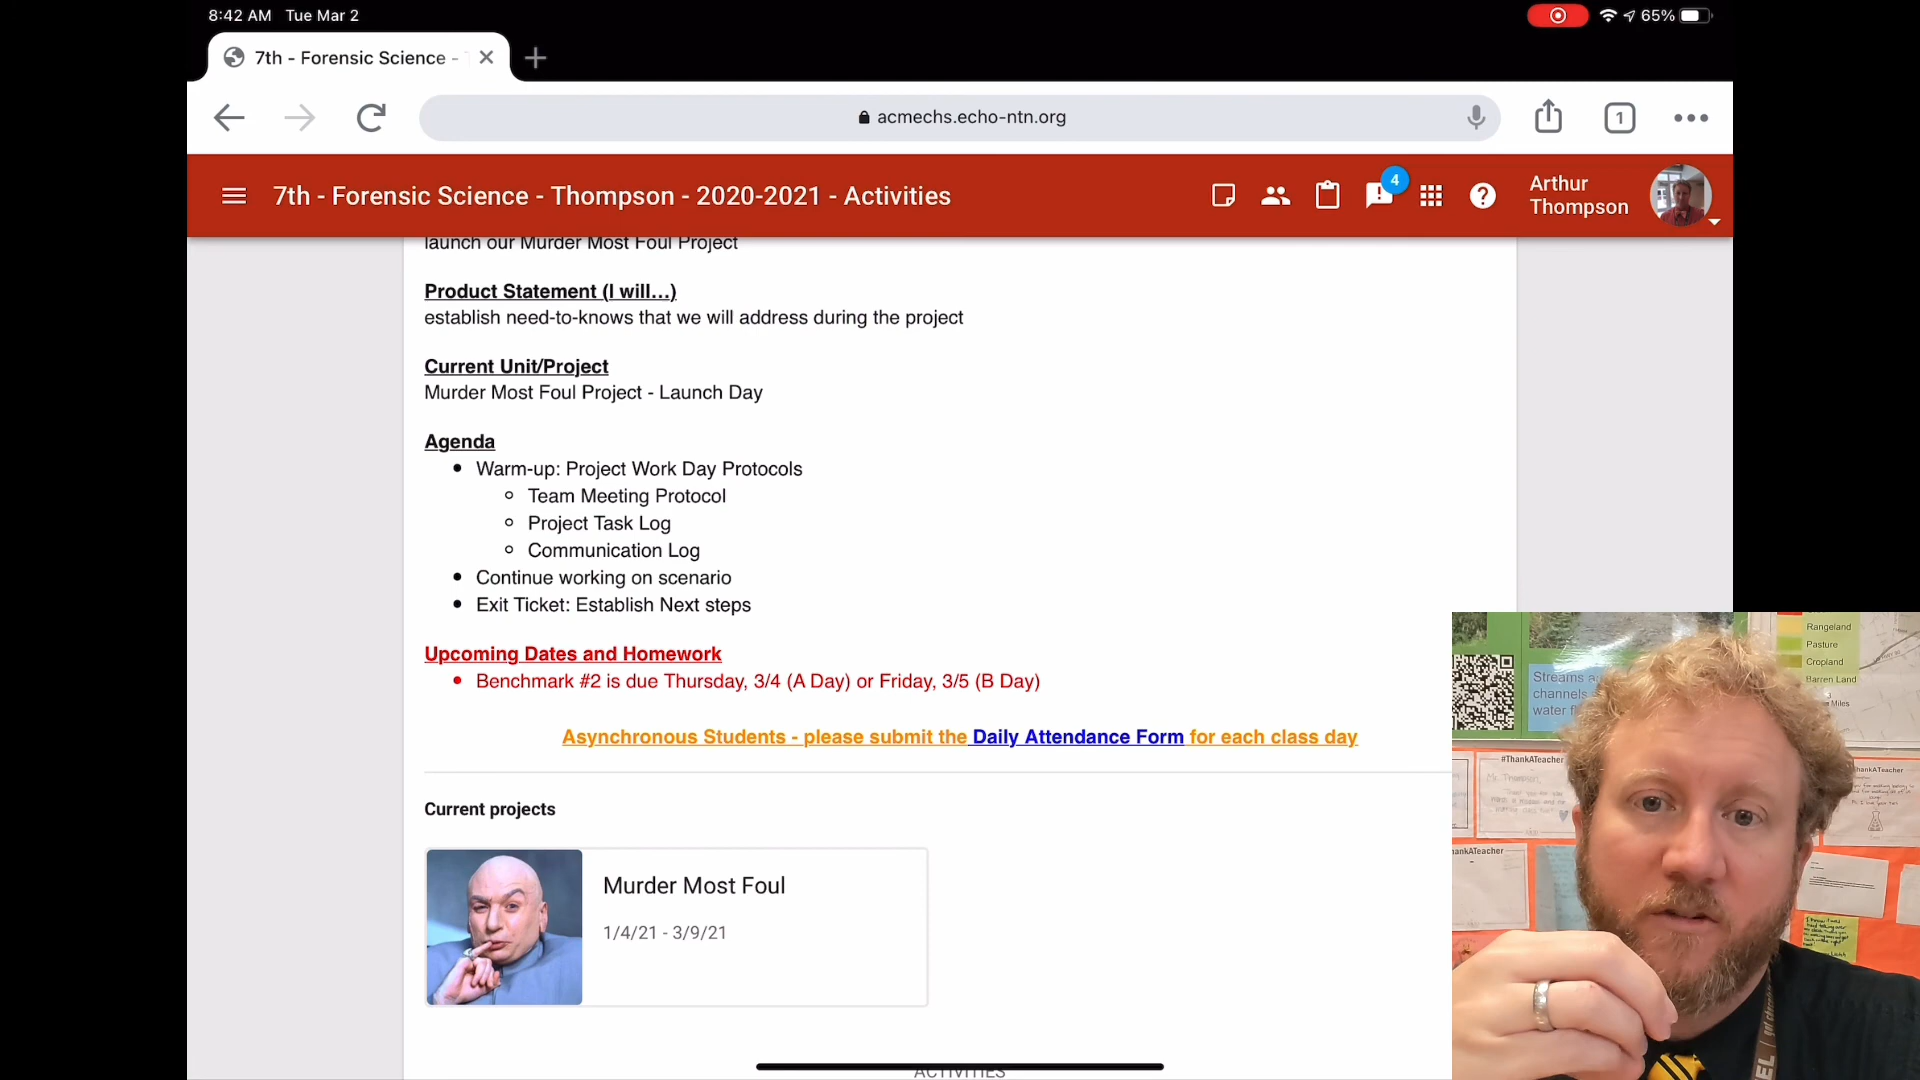 8:42 AM Tue Mar 2
65%
7th - Forensic Science -
acmechs.echo-ntn.org
1
7th - Forensic Science - Thompson - 2020-2021 - Activities
4
Arthur
Thompson
launch our Murder Most Foul Project
Product Statement (I will...)
establish need-to-knows that we will address during the project
Current Unit/Project
Murder Most Foul Project - Launch Day
Agenda
Warm-up: Project Work Day Protocols
Team Meeting Protocol
Project Task Log
Communication Log
Continue working on scenario
Exit Ticket: Establish Next steps
Upcoming Dates and Homework
Benchmark #2 is due Thursday, 3/4 (A Day) or Friday, 3/5 (B Day)
Asynchronous Students - please submit the Daily Attendance Form for each class day
Current projects
Murder Most Foul
1/4/21 - 3/9/21
ACTIVITIES
Rangeland
Pasture
Cropland
Barren Land
Miles
Streams
channels
water
#ThankATeacher
Mr. Thompson,